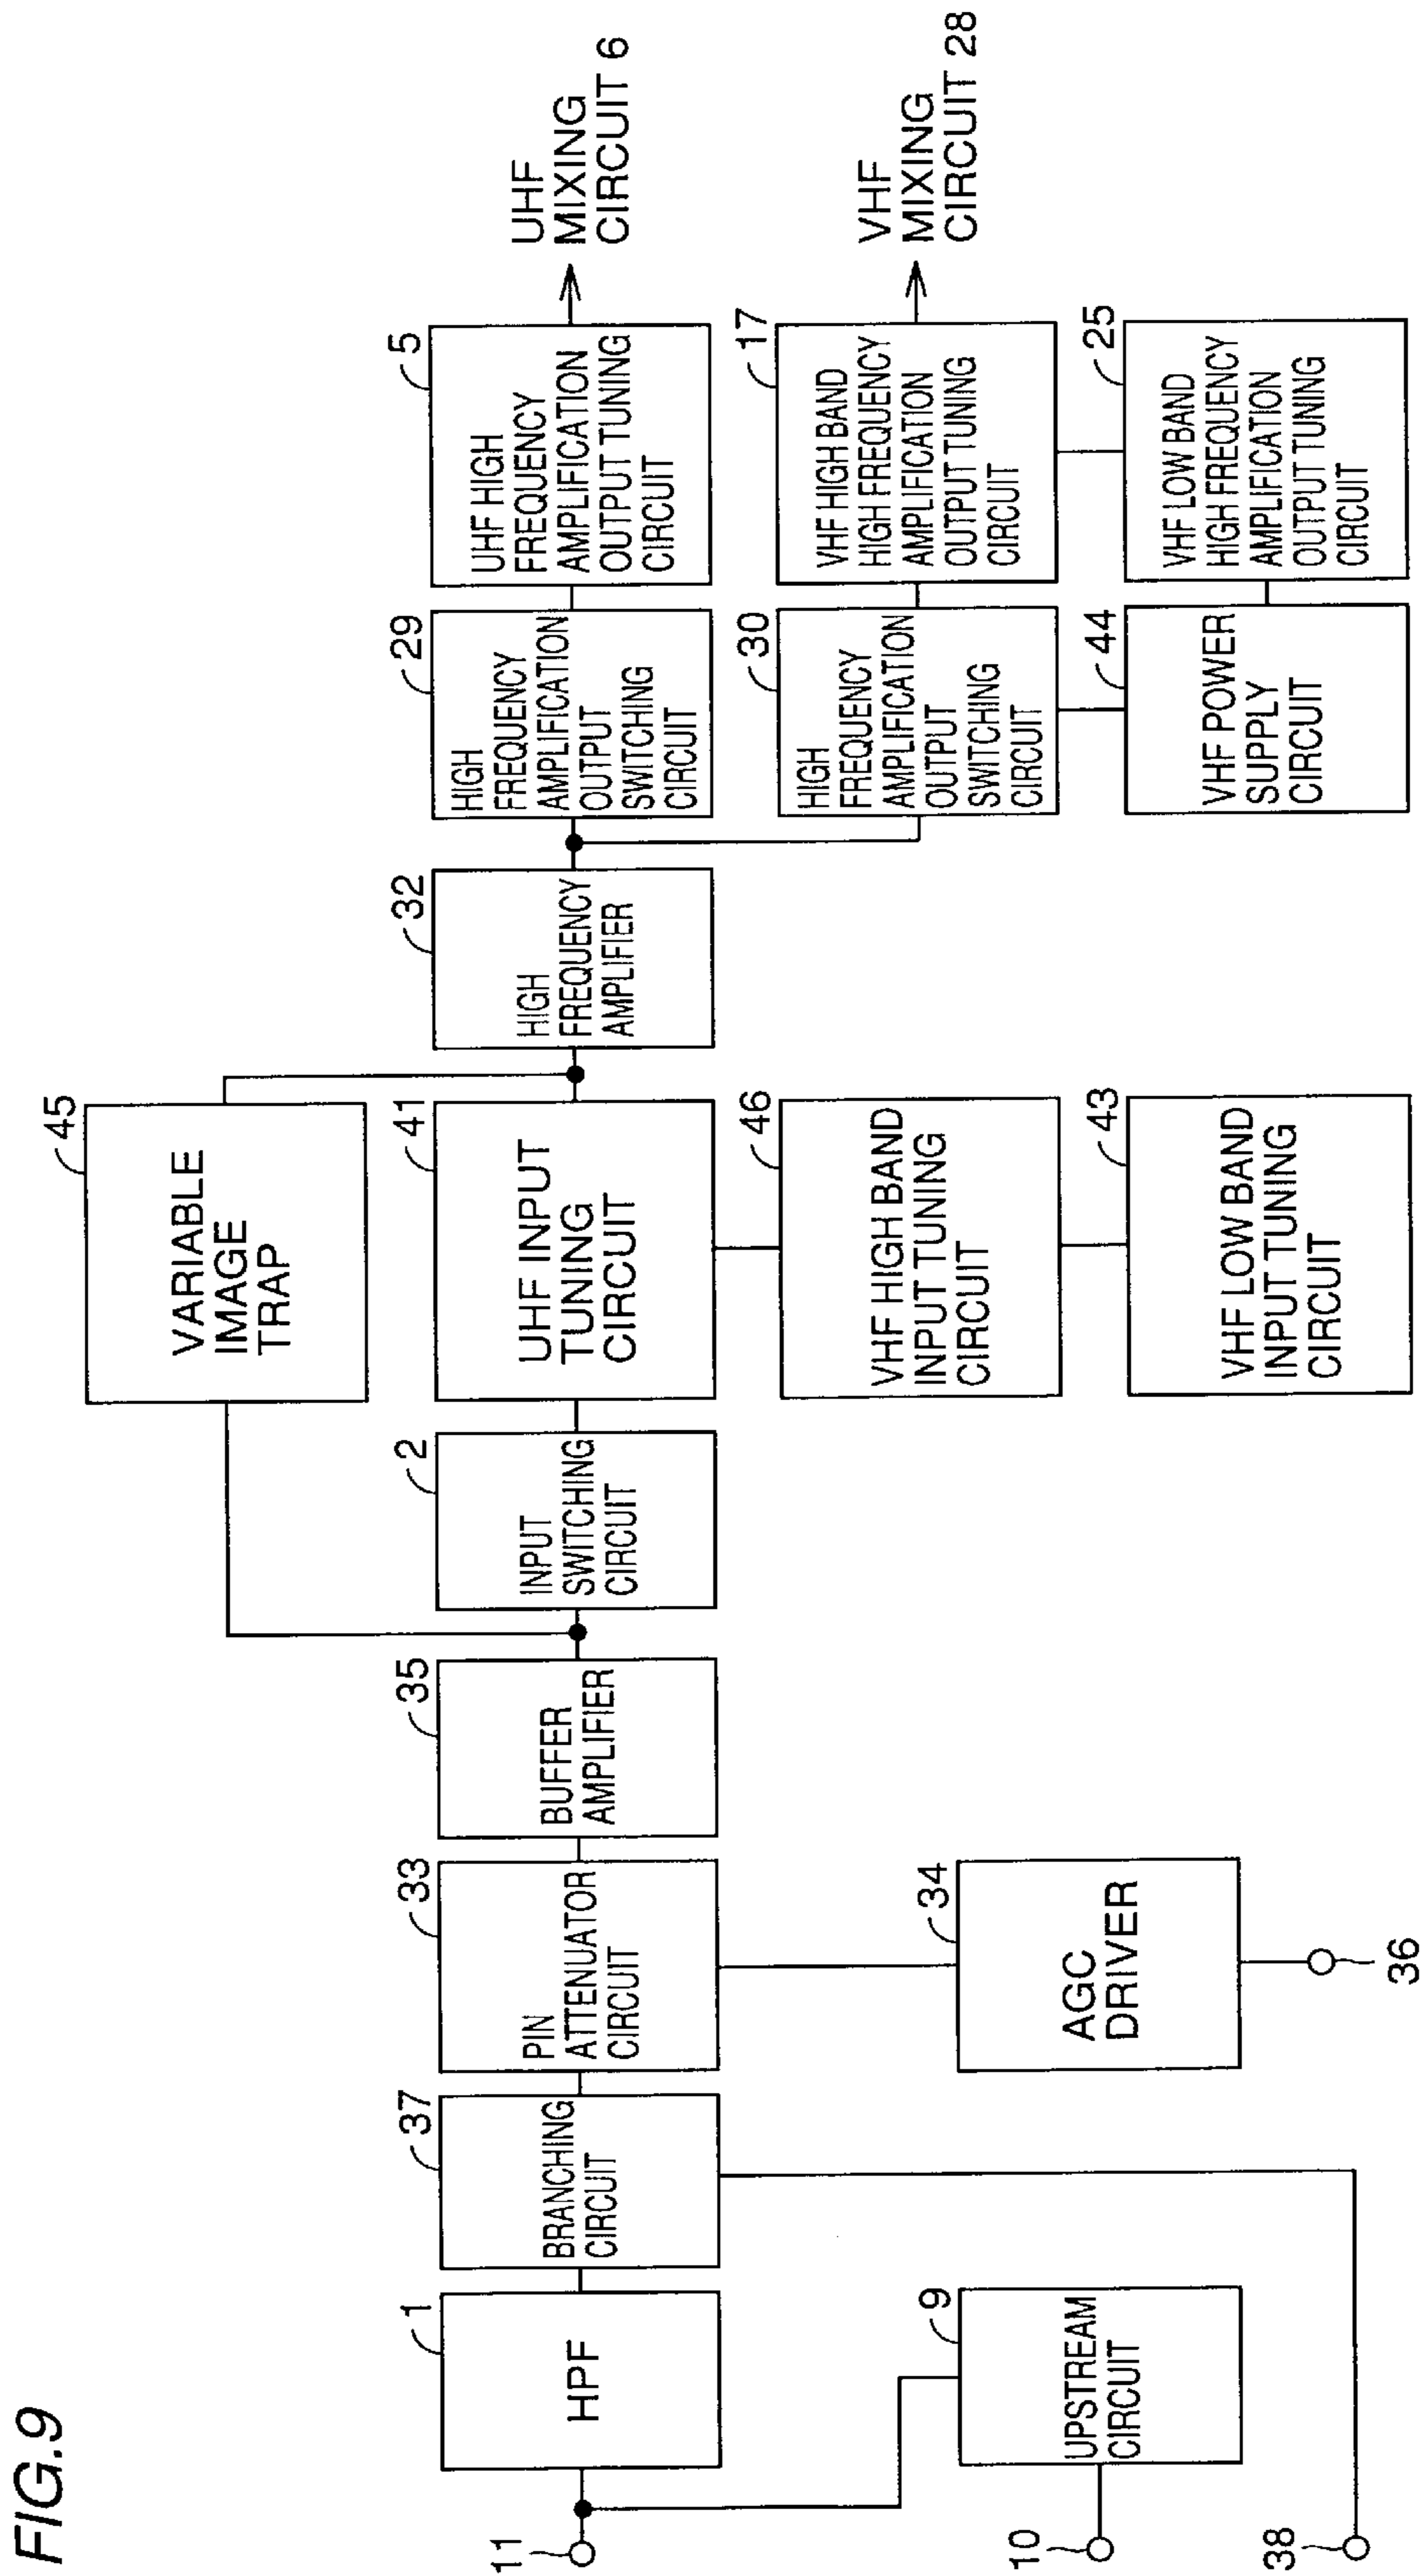 FIG.9
11
10
38
1
HPF
9
UPSTREAM
CIRCUIT
37
BRANCHING
CIRCUIT
33
PIN
ATTENUATOR
CIRCUIT
34
AGC
DRIVER
36
35
BUFFER
AMPLIFIER
2
INPUT
SWITCHING
CIRCUIT
45
VARIABLE
IMAGE
TRAP
41
UHF INPUT
TUNING
CIRCUIT
46
VHF HIGH BAND
INPUT TUNING
CIRCUIT
43
VHF LOW BAND
INPUT TUNING
CIRCUIT
32
HIGH
FREQUENCY
AMPLIFIER
29
HIGH
FREQUENCY
AMPLIFICATION
OUTPUT
SWITCHING
CIRCUIT
30
HIGH
FREQUENCY
AMPLIFICATION
OUTPUT
SWITCHING
CIRCUIT
44
VHF POWER
SUPPLY
CIRCUIT
5
UHF HIGH
FREQUENCY
AMPLIFICATION
OUTPUT TUNING
CIRCUIT
17
VHF HIGH BAND
HIGH FREQUENCY
AMPLIFICATION
OUTPUT TUNING
CIRCUIT
25
VHF LOW BAND
HIGH FREQUENCY
AMPLIFICATION
OUTPUT TUNING
CIRCUIT
UHF
MIXING
CIRCUIT 6
VHF
MIXING
CIRCUIT 28